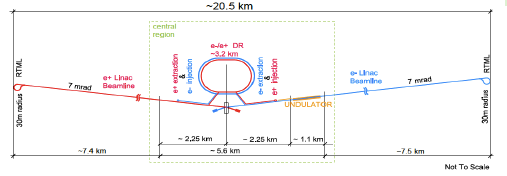 ~20.5 km
central
region
e-/e+ DR
~3.2 km
RTML
e+ Linac
Beamline
7 mrad
e+ extraction
e- injection
e- extraction
e+ injection
e- Linac
Beamline
7 mrad
RTML
UNDULATOR
30m radius
30m radius
~ 2.25 km
~ 2.25 km
~ 1.1 km
~7.4 km
~5.6 km
~7.5 km
Not To Scale